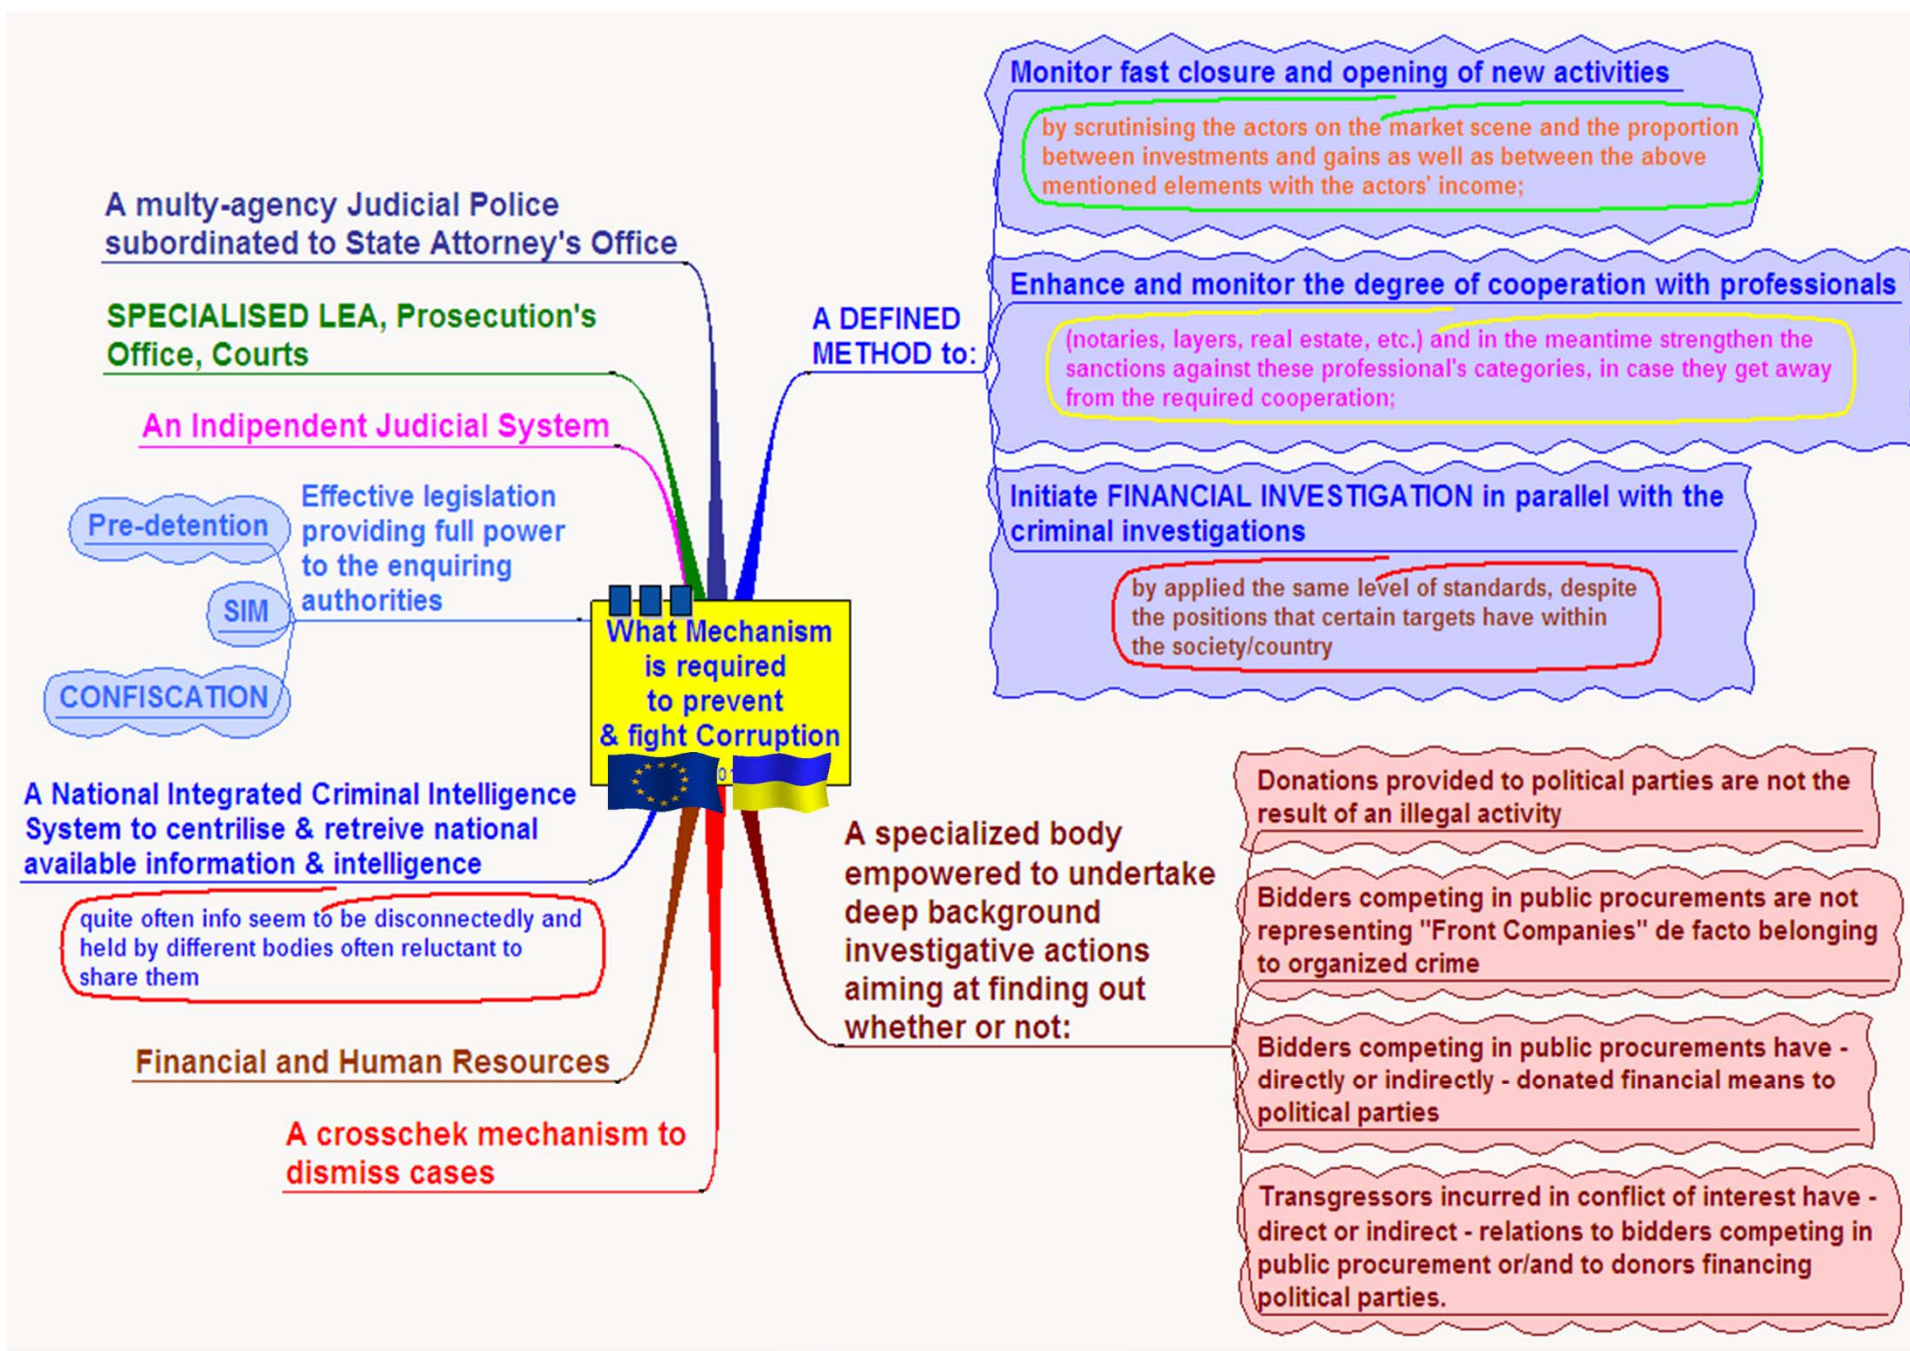 What Mechanism
is required
to prevent
& fight Corruption
A DEFINED
METHOD to:
Monitor fast closure and opening of new activities
by scrutinising the actors on the market scene and the proportion
between investments and gains as well as between the above
mentioned elements with the actors' income;
Enhance and monitor the degree of cooperation with professionals
(notaries, layers, real estate, etc.) and in the meantime strengthen the
sanctions against these professional's categories, in case they get away
from the required cooperation;
Initiate FINANCIAL INVESTIGATION in parallel with the
criminal investigations
by applied the same level of standards, despite
the positions that certain targets have within
the society/country
A specialized body
empowered to undertake
deep background
investigative actions
aiming at finding out
whether or not:
Donations provided to political parties are not the
result of an illegal activity
Bidders competing in public procurements are not
representing "Front Companies" de facto belonging
to organized crime
Bidders competing in public procurements have -
directly or indirectly - donated financial means to
political parties
Transgressors incurred in conflict of interest have -
direct or indirect - relations to bidders competing in
public procurement or/and to donors financing
political parties.
A crosschek mechanism to
dismiss cases
Financial and Human Resources
A National Integrated Criminal Intelligence
System to centrilise & retreive national
available information & intelligence
quite often info seem to be disconnectedly and
held by different bodies often reluctant to
share them
Effective legislation
providing full power
to the enquiring
authorities
Pre-detention
SIM
CONFISCATION
An Indipendent Judicial System
SPECIALISED LEA, Prosecution's
Office, Courts
A multy-agency Judicial Police
subordinated to State Attorney's Office